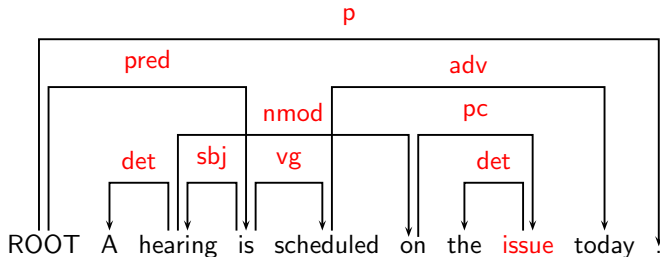 p
pred adv
nmod pc
det sbj vg det
ROOT A hearing is scheduled on the issue today .